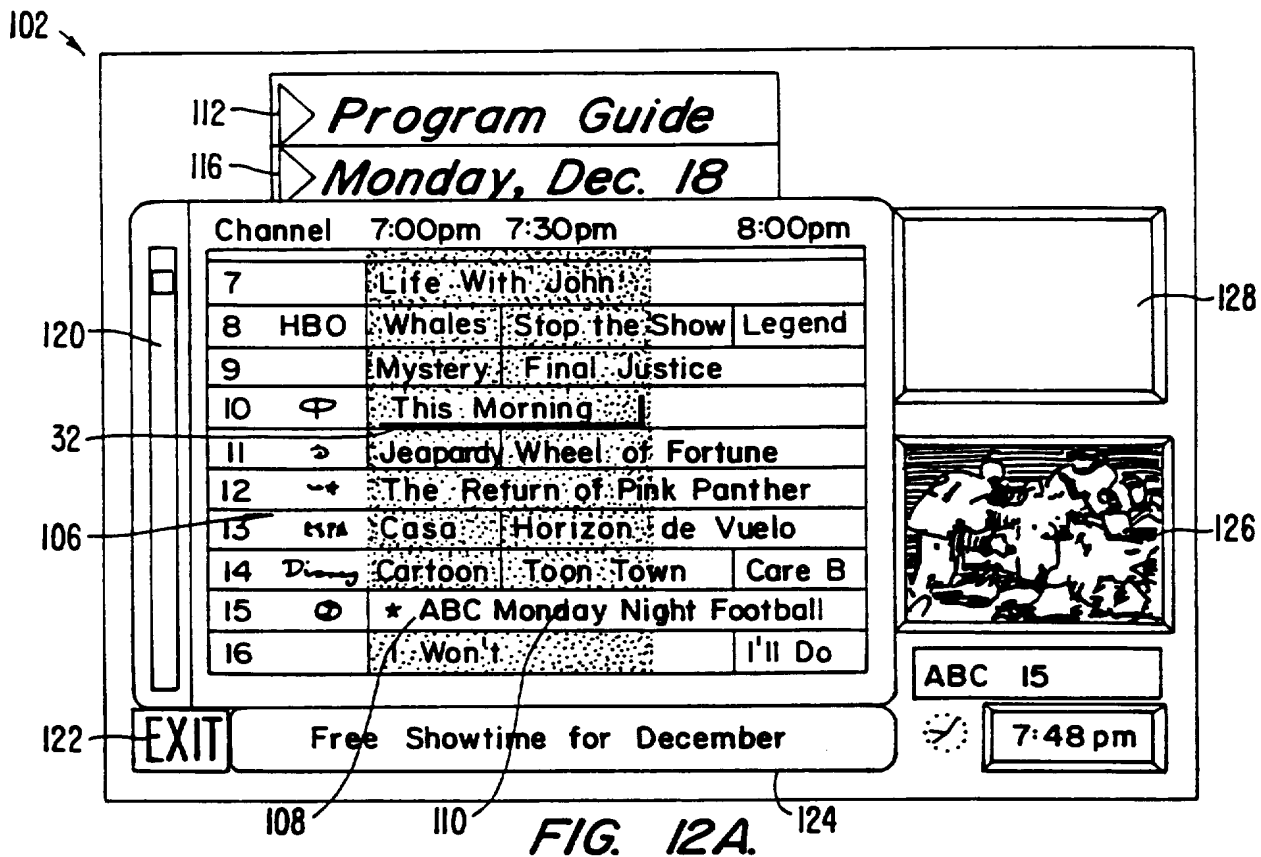 102
112 Program Guide
116 Monday, Dec. 18
Channel 7:00pm 7:30pm 8:00pm
7 Life With John
8 HBO Whales Stop the Show Legend
128
120
9 Mystery Final Justice
10 This Morning
32
11 Jeapardy Wheel of Fortune
12 The Return of Pink Panther
13 Casa Horizon de Vuelo
106
126
14 Disney Cartoon Toon Town Care B
15 * ABC Monday Night Football
16 I Won't I'll Do
ABC 15
122 EXIT Free Showtime for December
7:48 pm
108 110 124
FIG. 12A.